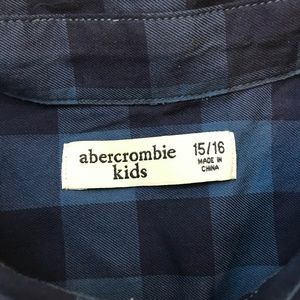 abercrombie
kids
15/16
MADE IN
CHINA